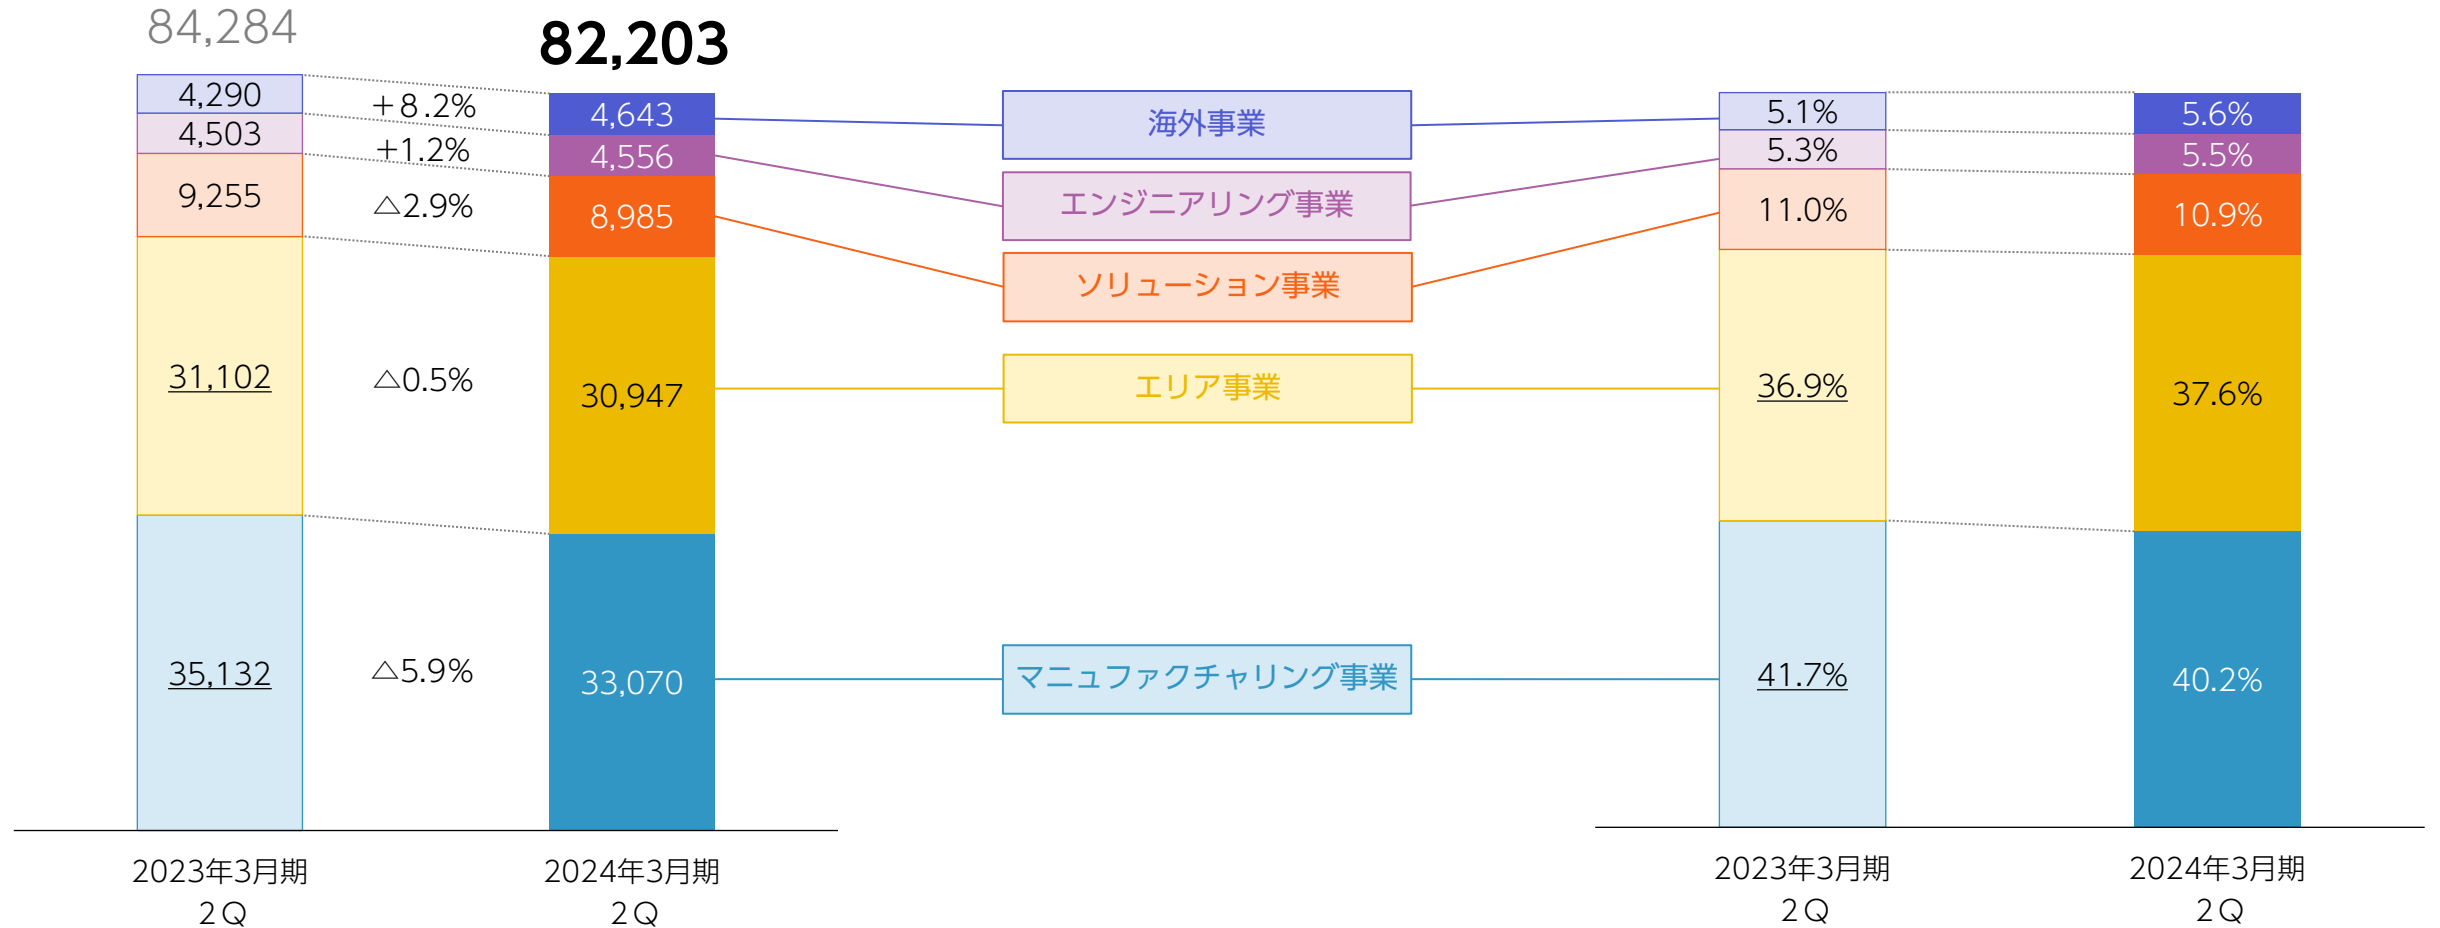 84,284
82,203
4,290
4,503
9,255
31,102
35,132
+8.2%
+1.2%
△2.9%
△0.5%
△5.9%
4,643
4,556
8,985
30,947
33,070
2023年3月期
2Q
2024年3月期
2Q
海外事業
エンジニアリング事業
ソリューション事業
エリア事業
マニュファクチャリング事業
5.1%
5.3%
11.0%
36.9%
41.7%
5.6%
5.5%
10.9%
37.6%
40.2%
2023年3月期
2Q
2024年3月期
2Q